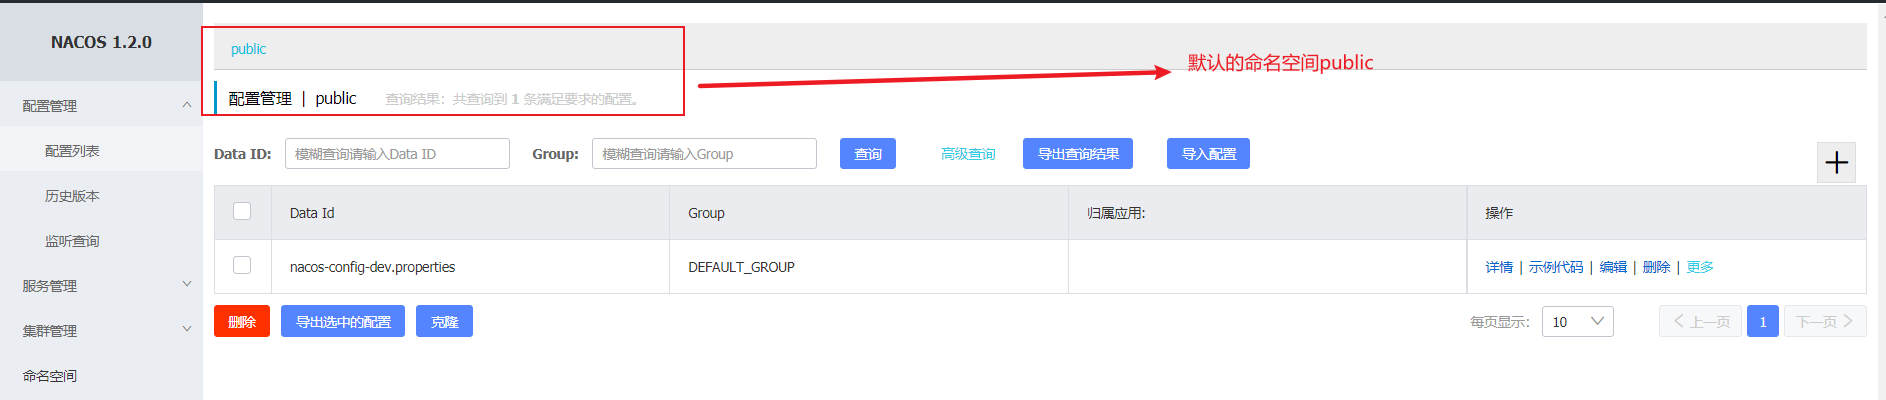 NACOS 1.2.0
配置管理
配置列表
历史版本
监听查询
服务管理
集群管理
命名空间
public
配置管理 | public 查询结果：共查询到 1 条满足要求的配置。
默认的命名空间public
Data ID: 模糊查询请输入Data ID Group: 模糊查询请输入Group 查询 高级查询 导出查询结果 导入配置
Data Id Group 归属应用: 操作
nacos-config-dev.properties DEFAULT_GROUP 详情 | 示例代码 | 编辑 | 删除 | 更多
删除 导出选中的配置 克隆 每页显示: 10 上一页 1 下一页